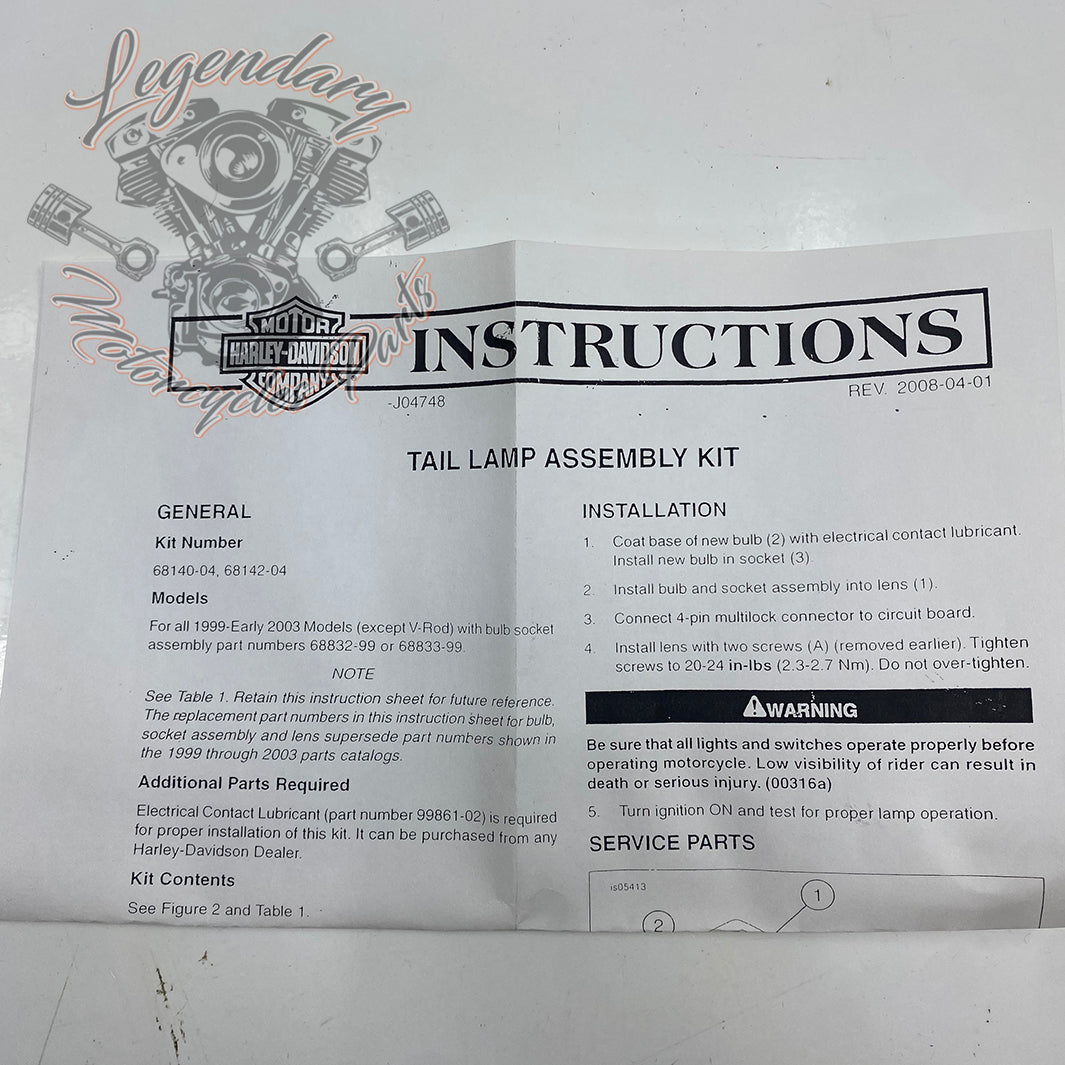 Legendary
Motorcycles Parts
MOTOR
HARLEY-DAVIDSON
COMPANY
INSTRUCTIONS
-J04748
REV. 2008-04-01
TAIL LAMP ASSEMBLY KIT
GENERAL
Kit Number
68140-04, 68142-04
Models
For all 1999-Early 2003 Models (except V-Rod) with bulb socket
assembly part numbers 68832-99 or 68833-99.
NOTE
See Table 1. Retain this instruction sheet for future reference.
The replacement part numbers in this instruction sheet for bulb,
socket assembly and lens supersede part numbers shown in
the 1999 through 2003 parts catalogs.
Additional Parts Required
Electrical Contact Lubricant (part number 99861-02) is required
for proper installation of this kit. It can be purchased from any
Harley-Davidson Dealer.
Kit Contents
See Figure 2 and Table 1.
INSTALLATION
1. Coat base of new bulb (2) with electrical contact lubricant.
Install new bulb in socket (3).
2. Install bulb and socket assembly into lens (1).
3. Connect 4-pin multilock connector to circuit board.
4. Install lens with two screws (A) (removed earlier). Tighten
screws to 20-24 in-lbs (2.3-2.7 Nm). Do not over-tighten.
WARNING
Be sure that all lights and switches operate properly before
operating motorcycle. Low visibility of rider can result in
death or serious injury. (00316a)
5. Turn ignition ON and test for proper lamp operation.
SERVICE PARTS
is05413
1
2